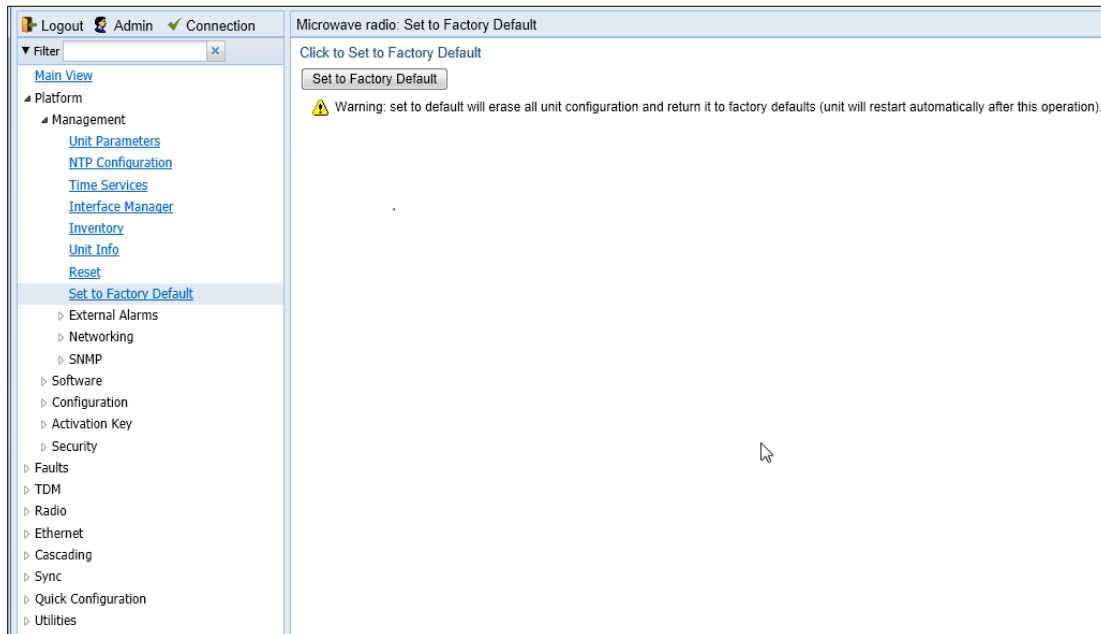 Logout Admin Connection
Filter
Main View
Platform
Management
Unit Parameters
NTP Configuration
Time Services
Interface Manager
Inventory
Unit Info
Reset
Set to Factory Default
External Alarms
Networking
SNMP
Software
Configuration
Activation Key
Security
Faults
TDM
Radio
Ethernet
Cascading
Sync
Quick Configuration
Utilities
Microwave radio: Set to Factory Default
Click to Set to Factory Default
Set to Factory Default
Warning: set to default will erase all unit configuration and return it to factory defaults (unit will restart automatically after this operation).